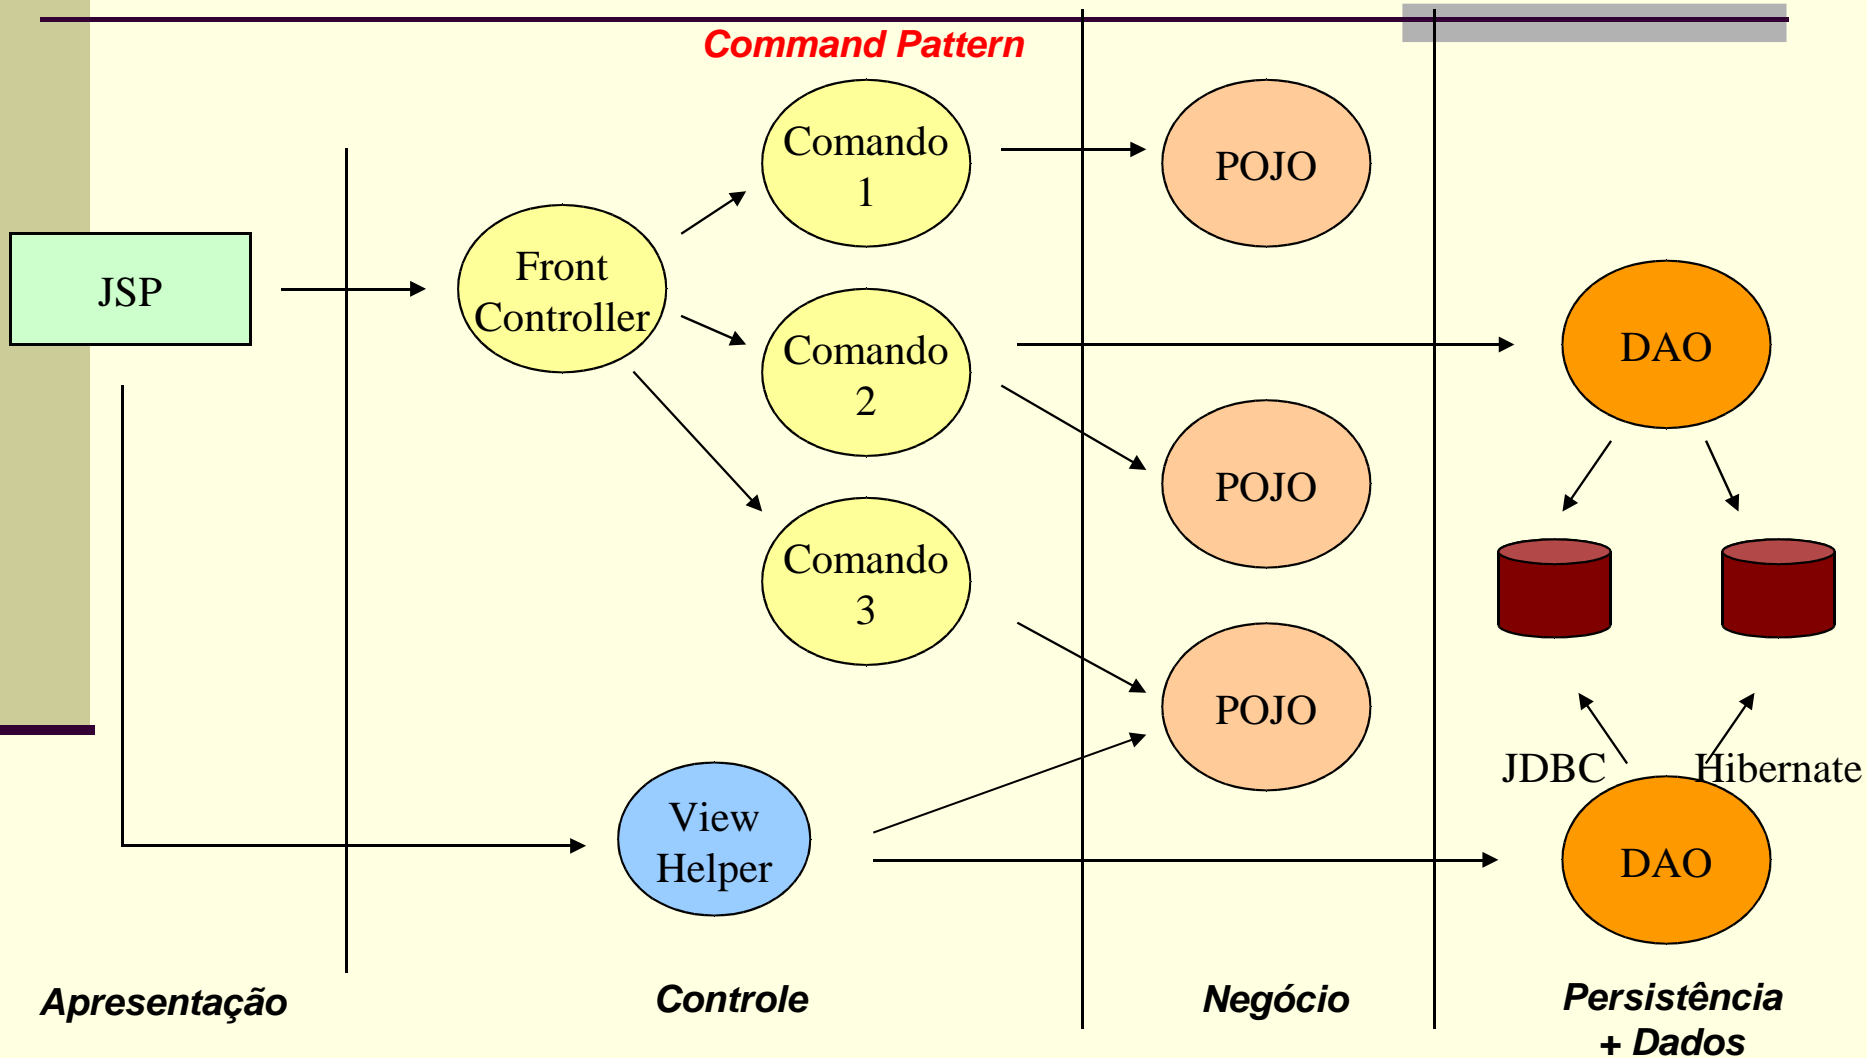 Command Pattern
Comando
1
POJO
JSP
Front
Controller
Comando
2
DAO
POJO
Comando
3
POJO
JDBC
Hibernate
View
Helper
DAO
Apresentação
Controle
Negócio
Persistência
+ Dados